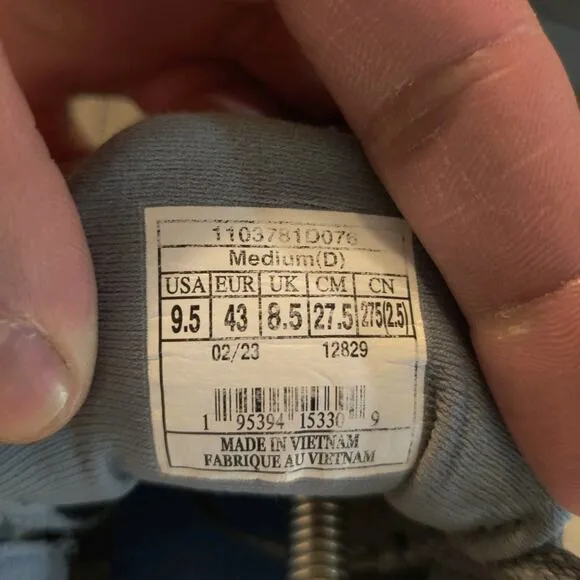 1103781D076
Medium(D)
USA EUR UK CM CN
9.5 43 8.5 27.5 275(2.5)
02/23 12829
1 95394 15330 9
MADE IN VIETNAM
FABRIQUE AU VIETNAM